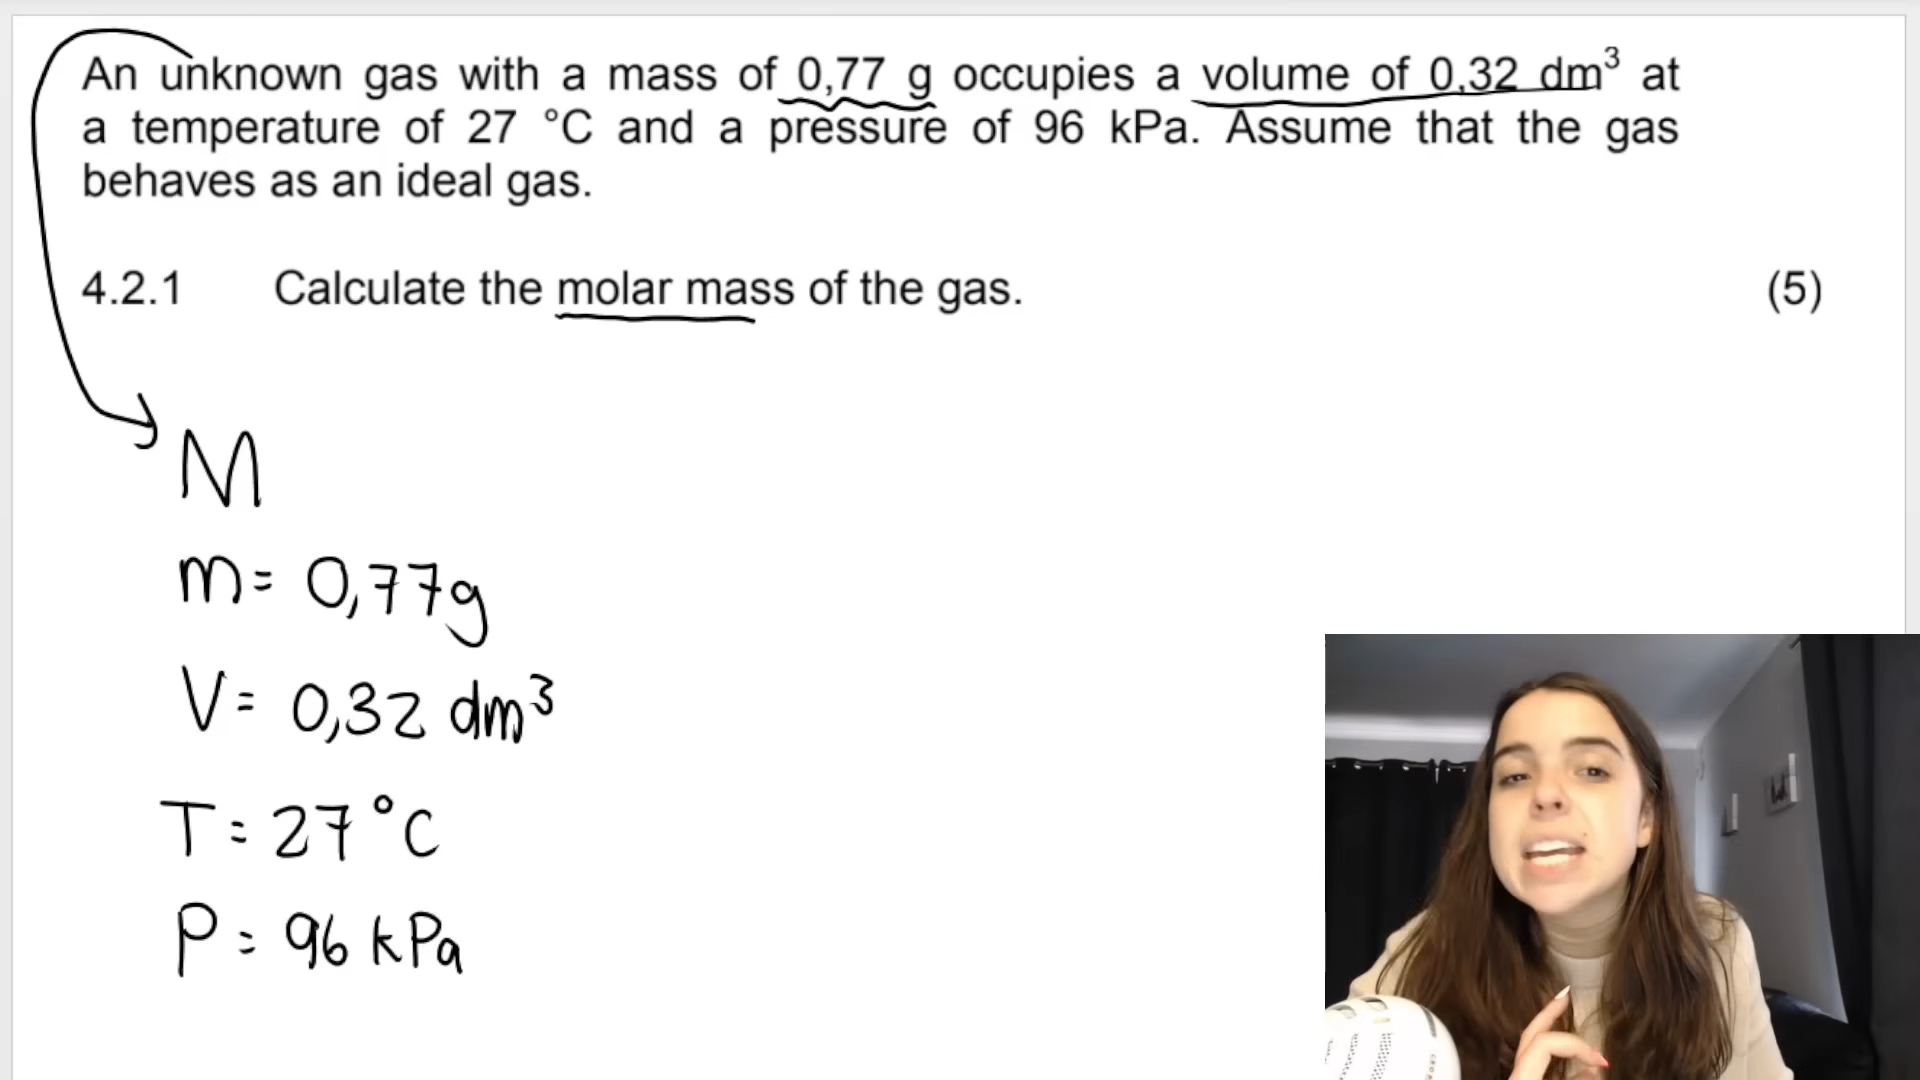 An unknown gas with a mass of 0,77 g occupies a volume of 0,32 dm³ at
a temperature of 27 °C and a pressure of 96 kPa. Assume that the gas
behaves as an ideal gas.
4.2.1 Calculate the molar mass of the gas. (5)
M
m = 0,77g
V = 0,32 dm³
T = 27 °C
P = 96 kPa